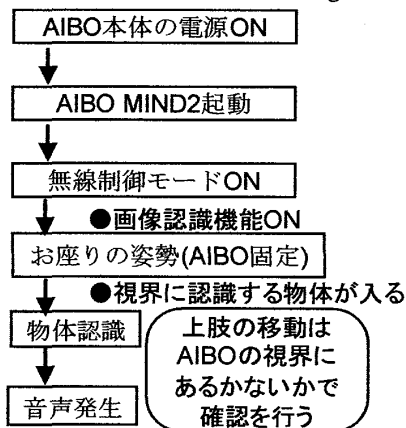 AIBO本体の電源ON
AIBO MIND2起動
無線制御モードON
●画像認識機能ON
お座りの姿勢(AIBO固定)
●視界に認識する物体が入る
物体認識
上肢の移動は
AIBOの視界に
あるかないかで
確認を行う
音声発生